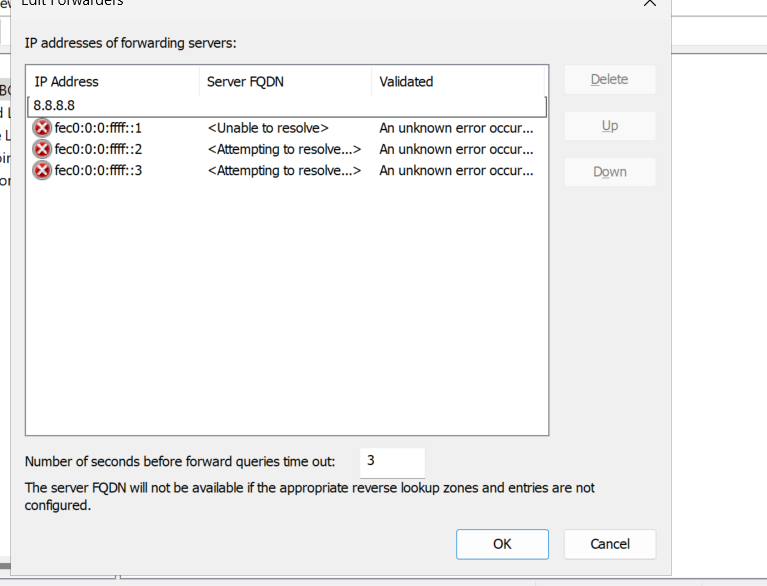 Edit Forwarders
IP addresses of forwarding servers:
IP Address Server FQDN Validated
8.8.8.8
fec0:0:0:ffff::1 <Unable to resolve> An unknown error occur...
fec0:0:0:ffff::2 <Attempting to resolve...> An unknown error occur...
fec0:0:0:ffff::3 <Attempting to resolve...> An unknown error occur...
Delete
Up
Down
Number of seconds before forward queries time out: 3
The server FQDN will not be available if the appropriate reverse lookup zones and entries are not
configured.
OK Cancel